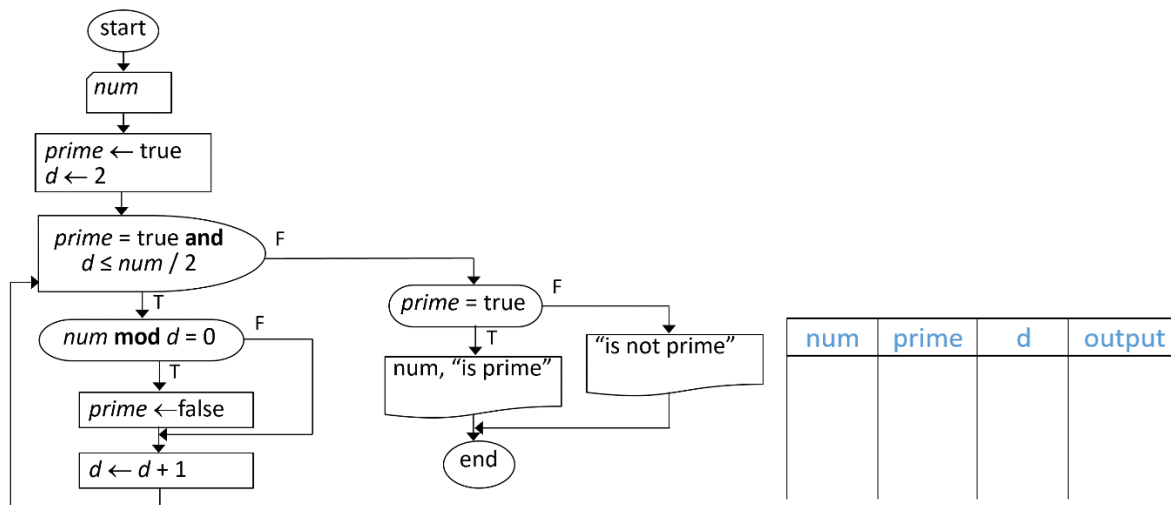 start
num
prime ← true
d ← 2
prime = true and
d ≤ num / 2
F
T
num mod d = 0
F
T
prime ←false
d ← d + 1
prime = true
F
T
num, “is prime”
“is not prime”
end
num prime d output